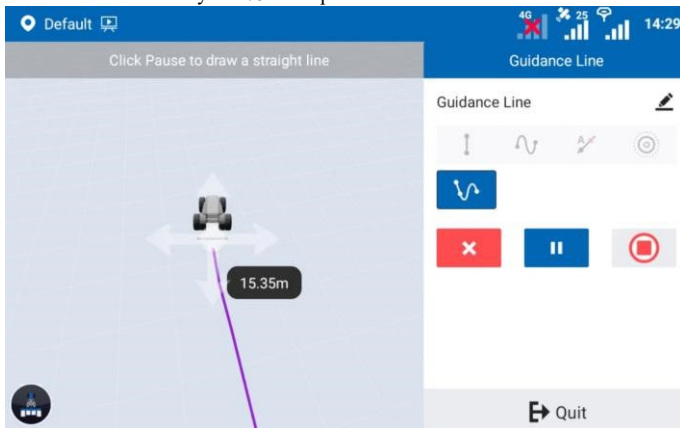 Default
4G
25
14:29
Click Pause to draw a straight line
Guidance Line
Guidance Line
A
15.35m
Quit